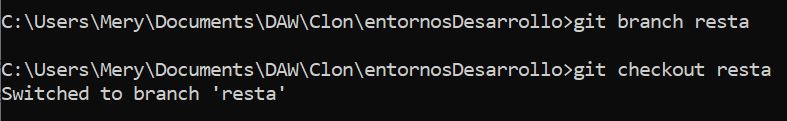 C:\Users\Mery\Documents\DAW\Clon\entornosDesarrollo>git branch resta
C:\Users\Mery\Documents\DAW\Clon\entornosDesarrollo>git checkout resta
Switched to branch 'resta'